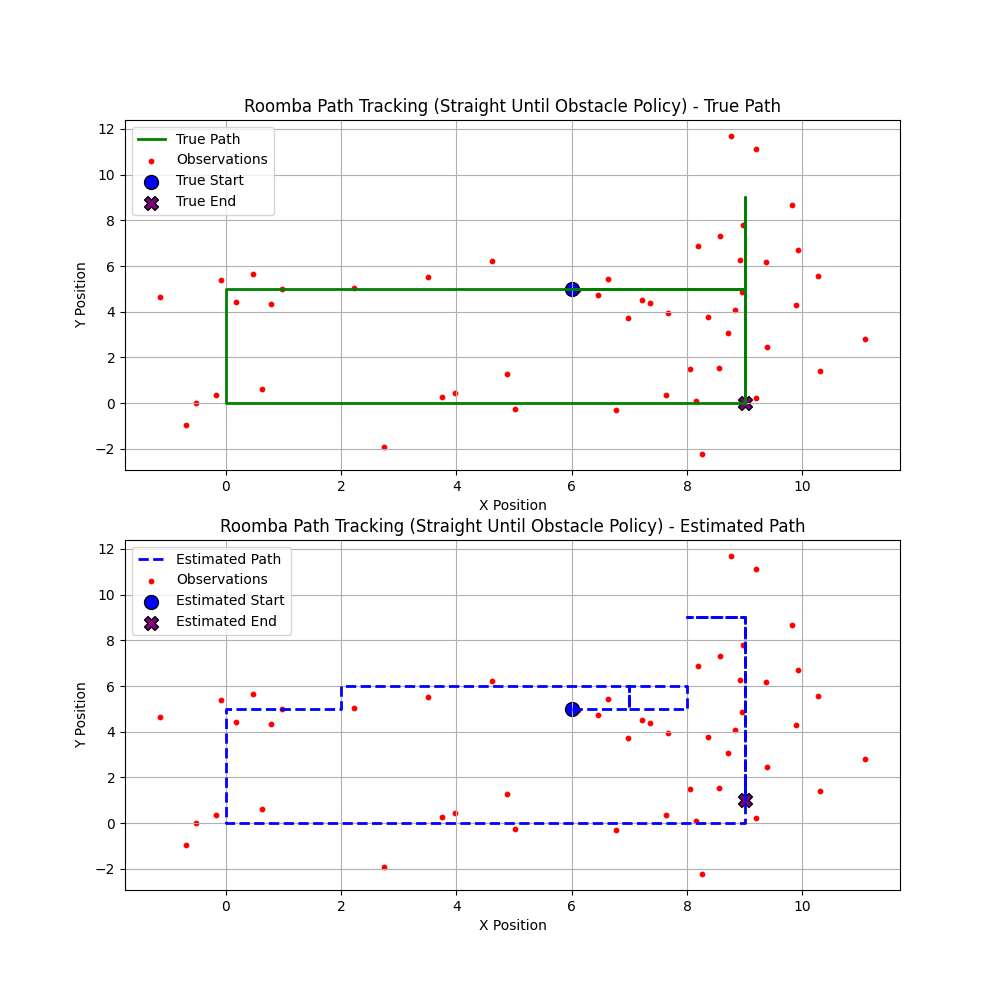 Roomba Path Tracking (Straight Until Obstacle Policy) - True Path
12
10
8
6
4
2
0
−2
Y Position
True Path
Observations
True Start
True End
0 2 4 6 8 10
X Position
Roomba Path Tracking (Straight Until Obstacle Policy) - Estimated Path
12
10
8
6
4
2
0
−2
Y Position
Estimated Path
Observations
Estimated Start
Estimated End
0 2 4 6 8 10
X Position